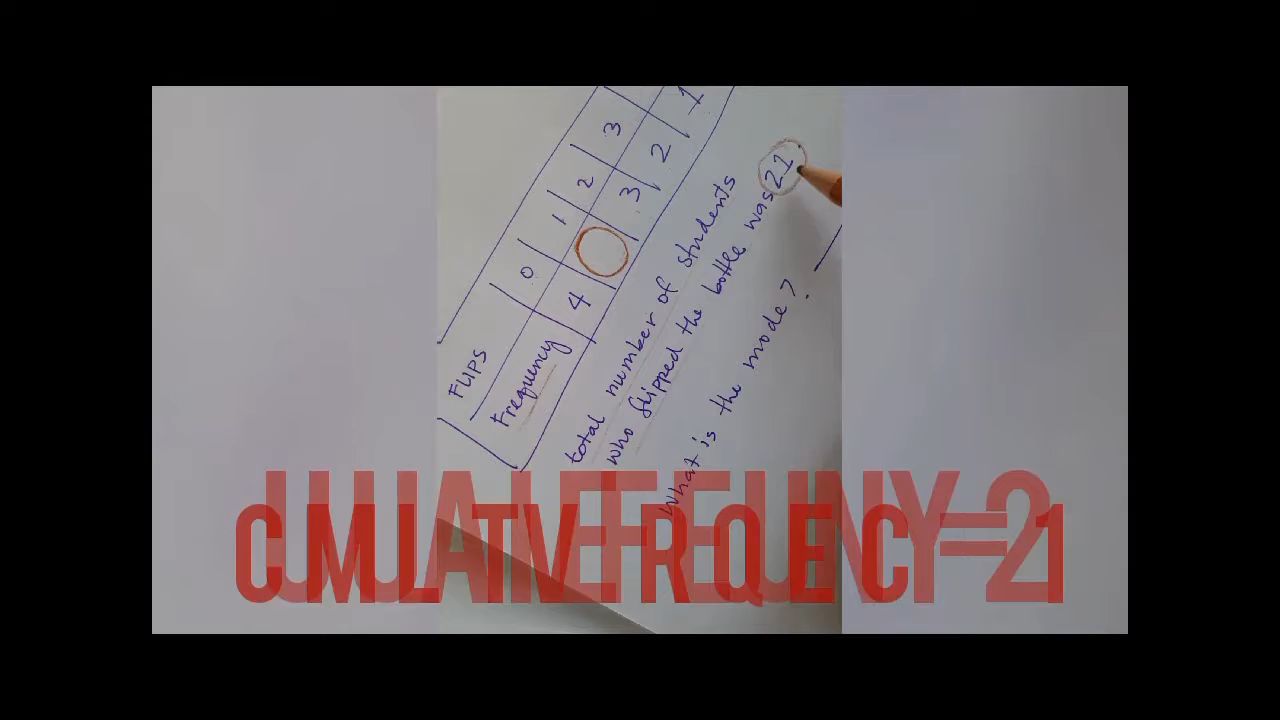 FLIPS 0 1 2 3
Frequency 4 3 2 1
total number of students
who flipped the bottle was 21.
What is the mode?
CUMULATIVE FREQUENCY=21